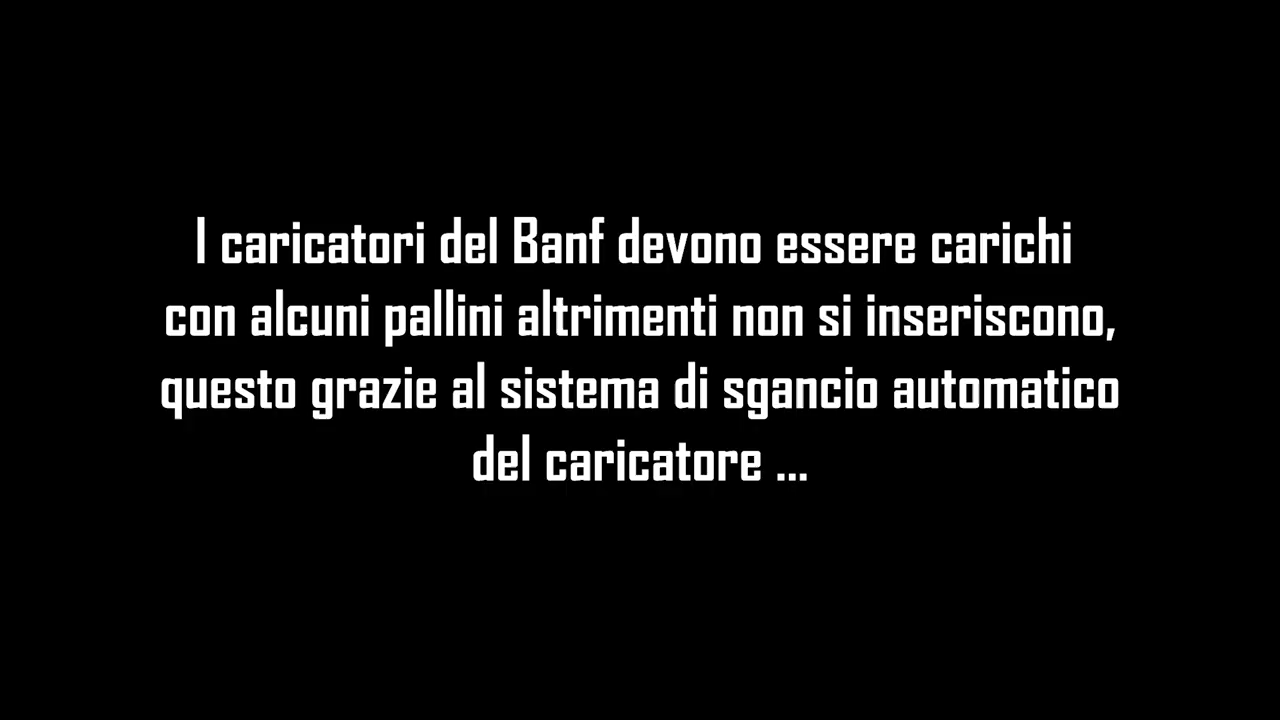 I caricatori del Banf devono essere carichi
con alcuni pallini altrimenti non si inseriscono,
questo grazie al sistema di sgancio automatico
del caricatore ...